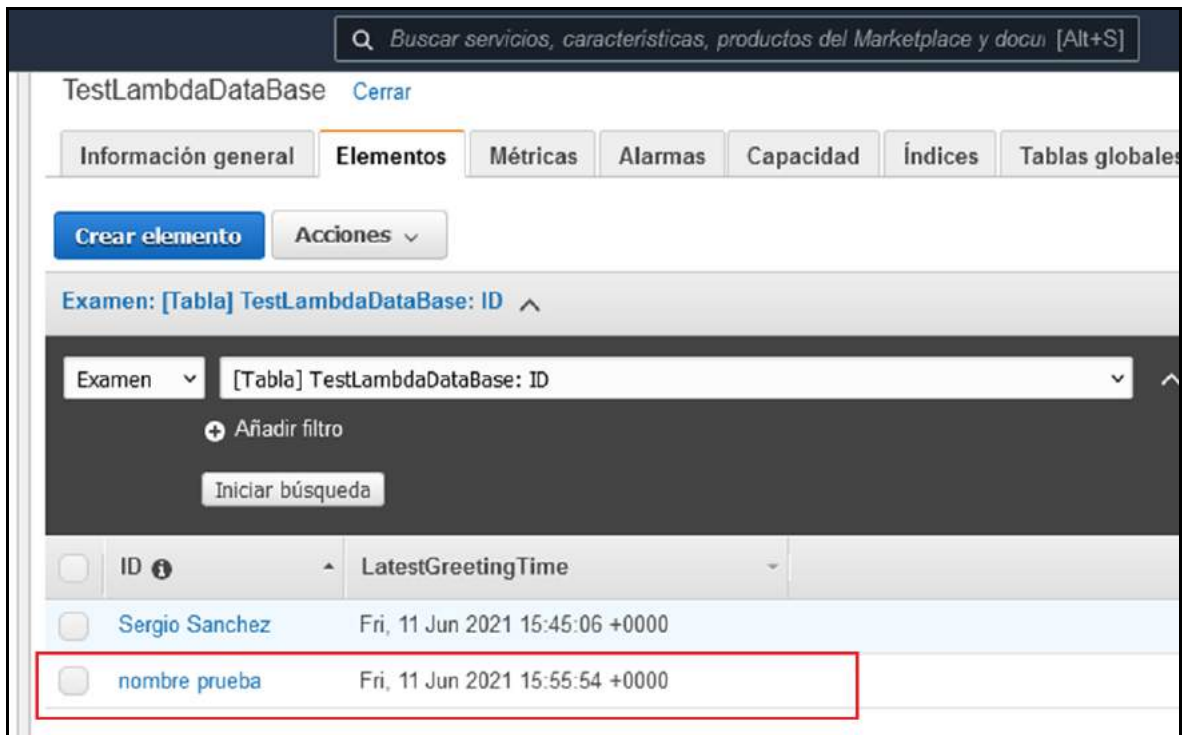 Buscar servicios, características, productos del Marketplace y docu [Alt+S]
TestLambdaDataBase Cerrar
Información general Elementos Métricas Alarmas Capacidad Índices Tablas globales
Crear elemento Acciones
Examen: [Tabla] TestLambdaDataBase: ID
Examen [Tabla] TestLambdaDataBase: ID
Añadir filtro
Iniciar búsqueda
ID LatestGreetingTime
Sergio Sanchez Fri, 11 Jun 2021 15:45:06 +0000
nombre prueba Fri, 11 Jun 2021 15:55:54 +0000